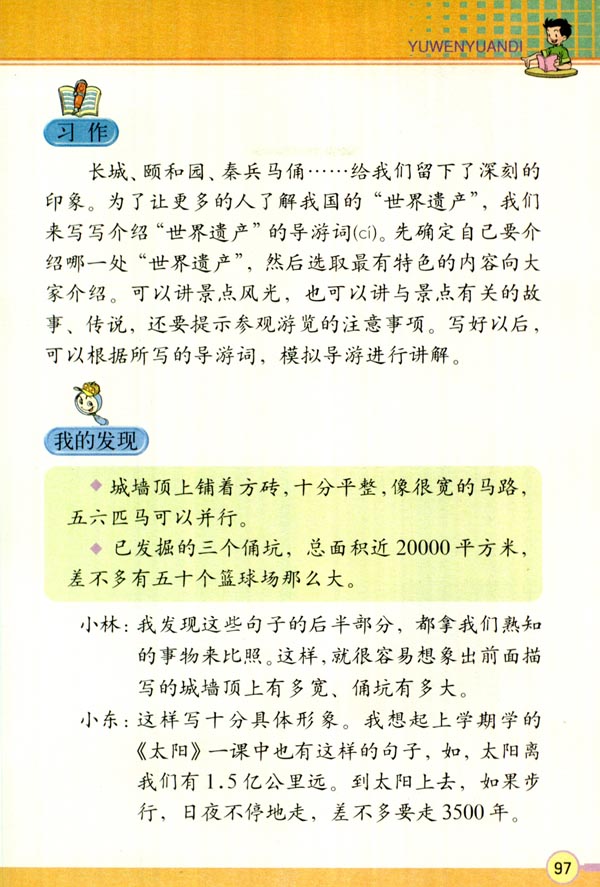 YUWENYUANDI
习作
长城、颐和园、秦兵马俑……给我们留下了深刻的
印象。为了让更多的人了解我国的“世界遗产”，我们
来写写介绍“世界遗产”的导游词(cí)。先确定自己要介
绍哪一处“世界遗产”，然后选取最有特色的内容向大
家介绍。可以讲景点风光，也可以讲与景点有关的故
事、传说，还要提示参观游览的注意事项。写好以后，
可以根据所写的导游词，模拟导游进行讲解。
我的发现
◆ 城墙顶上铺着方砖，十分平整，像很宽的马路，
五六匹马可以并行。
◆ 已发掘的三个俑坑，总面积近20000平方米，
差不多有五十个篮球场那么大。
小林：我发现这些句子的后半部分，都拿我们熟知
的事物来比照。这样，就很容易想象出前面描
写的城墙顶上有多宽、俑坑有多大。
小东：这样写十分具体形象。我想起上学期学的
《太阳》一课中也有这样的句子，如，太阳离
我们有1.5亿公里远。到太阳上去，如果步
行，日夜不停地走，差不多要走3500年。
97